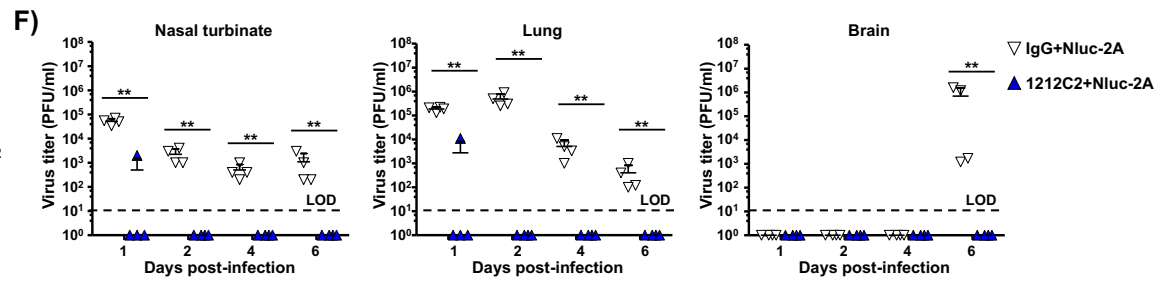 F)
Nasal turbinate
Virus titer (PFU/ml)
10⁸
10⁷
10⁶
10⁵
10⁴
10³
10²
10¹
10⁰
**
**
**
**
LOD
1 2 4 6
Days post-infection
Lung
Virus titer (PFU/ml)
10⁸
10⁷
10⁶
10⁵
10⁴
10³
10²
10¹
10⁰
**
**
**
**
LOD
1 2 4 6
Days post-infection
Brain
Virus titer (PFU/ml)
10⁸
10⁷
10⁶
10⁵
10⁴
10³
10²
10¹
10⁰
**
LOD
1 2 4 6
Days post-infection
IgG+Nluc-2A
1212C2+Nluc-2A